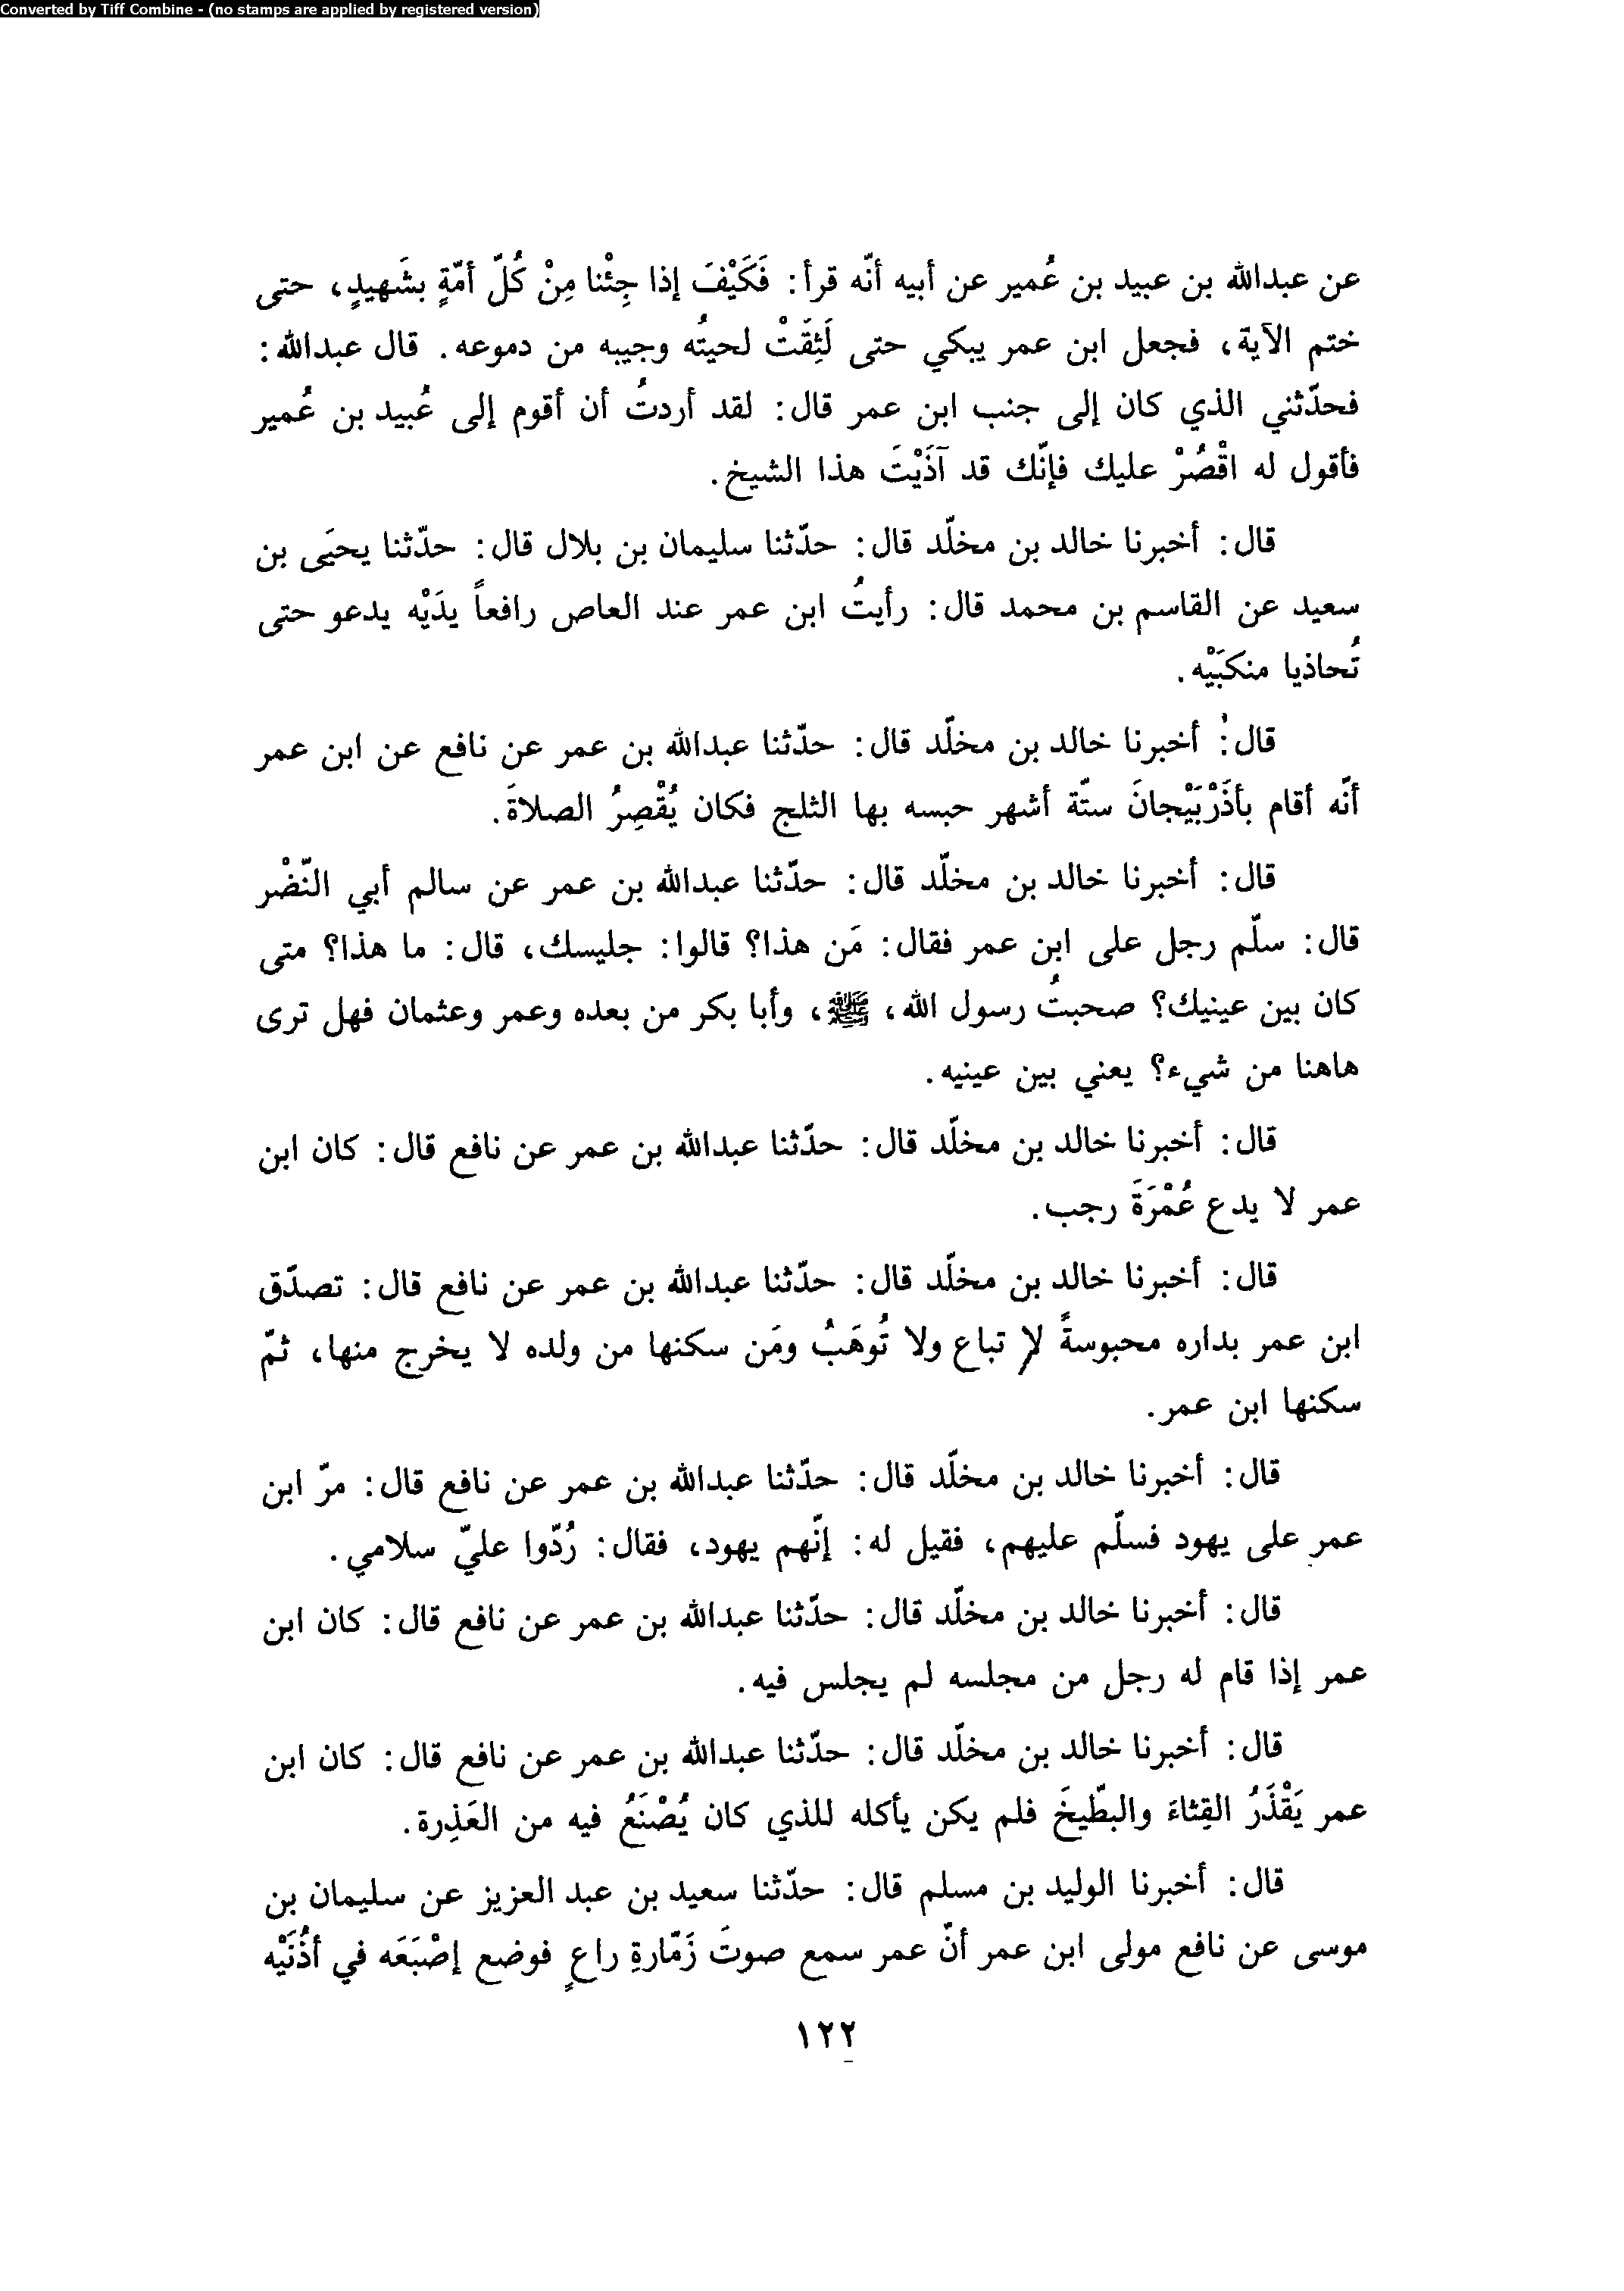 Converted by Tiff Combine - (no stamps are applied by registered version)
عن عبدالله بن عبيد بن عُمير عن أبيه أنّه قرأ: فَكَيْفَ إذا جِئْنا مِنْ كُلّ أمّةٍ بشَهيدٍ، حتى
ختم الآية، فجعل ابن عمر يبكي حتى لَثِقَتْ لحيتُه وجيبه من دموعه. قال عبدالله:
فحدّثني الذي كان إلى جنب ابن عمر قال: لقد أردتُ أن أقوم إلى عُبيد بن عُمير
فأقول له اقْصُرْ عليك فإنّك قد آذَيْتَ هذا الشيخ.
قال: أخبرنا خالد بن مخلّد قال: حدّثنا سليمان بن بلال قال: حدّثنا يحيَى بن
سعيد عن القاسم بن محمد قال: رأيتُ ابن عمر عند العاص رافعاً يدَيْه يدعو حتى
تُحاذيا منكبَيْه.
قال: أخبرنا خالد بن مخلّد قال: حدّثنا عبدالله بن عمر عن نافع عن ابن عمر
أنّه أقام بأذَرْبَيْجانَ ستّة أشهر حبسه بها الثلج فكان يُقْصِرُ الصلاةَ.
قال: أخبرنا خالد بن مخلّد قال: حدّثنا عبدالله بن عمر عن سالم أبي النّضْر
قال: سلّم رجل على ابن عمر فقال: مَن هذا؟ قالوا: جليسك، قال: ما هذا؟ متى
كان بين عينيك؟ صحبتُ رسول الله، ﷺ، وأبا بكر من بعده وعمر وعثمان فهل ترى
هاهنا من شيء؟ يعني بين عينيه.
قال: أخبرنا خالد بن مخلّد قال: حدّثنا عبدالله بن عمر عن نافع قال: كان ابن
عمر لا يدع عُمْرَةَ رجب.
قال: أخبرنا خالد بن مخلّد قال: حدّثنا عبدالله بن عمر عن نافع قال: تصدّق
ابن عمر بداره محبوسةً لا تباع ولا تُوهَبُ ومَن سكنها من ولده لا يخرج منها، ثمّ
سكنها ابن عمر.
قال: أخبرنا خالد بن مخلّد قال: حدّثنا عبدالله بن عمر عن نافع قال: مرّ ابن
عمر على يهود فسلّم عليهم، فقيل له: إنّهم يهود، فقال: رُدّوا عليّ سلامي.
قال: أخبرنا خالد بن مخلّد قال: حدّثنا عبدالله بن عمر عن نافع قال: كان ابن
عمر إذا قام له رجل من مجلسه لم يجلس فيه.
قال: أخبرنا خالد بن مخلّد قال: حدّثنا عبدالله بن عمر عن نافع قال: كان ابن
عمر يَقْذَرُ القِثاءَ والبطّيخَ فلم يكن يأكله للذي كان يُصْنَعُ فيه من العَذِرة.
قال: أخبرنا الوليد بن مسلم قال: حدّثنا سعيد بن عبد العزيز عن سليمان بن
موسى عن نافع مولى ابن عمر أنّ عمر سمع صوتَ زَمّارةِ راعٍ فوضع إصْبَعَه في أُذُنَيْه
١٢٢